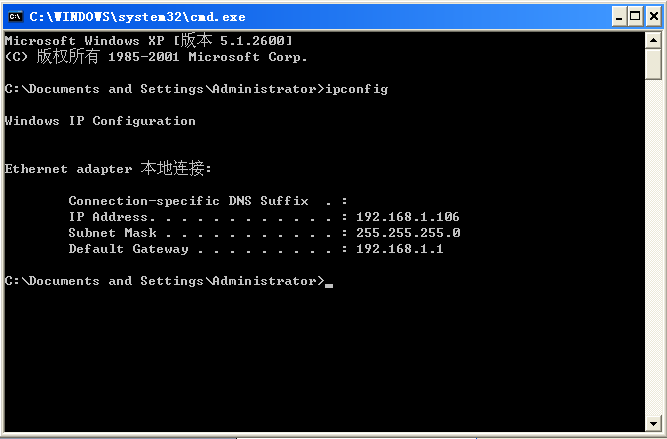 C:\WINDOWS\system32\cmd.exe
Microsoft Windows XP [版本 5.1.2600]
(C) 版权所有 1985-2001 Microsoft Corp.
C:\Documents and Settings\Administrator>ipconfig
Windows IP Configuration
Ethernet adapter 本地连接:
Connection-specific DNS Suffix  . :
IP Address. . . . . . . . . . . . : 192.168.1.106
Subnet Mask . . . . . . . . . . . : 255.255.255.0
Default Gateway . . . . . . . . . : 192.168.1.1
C:\Documents and Settings\Administrator>